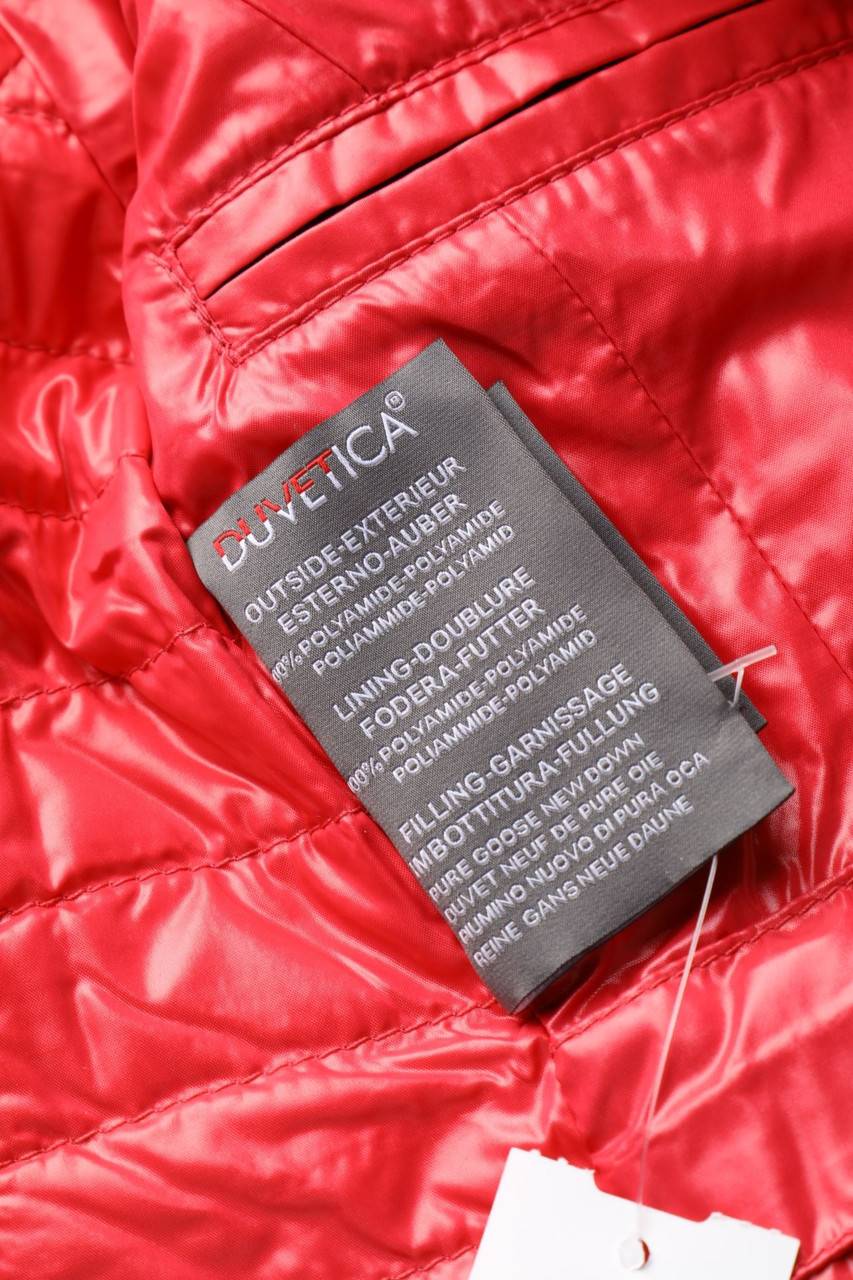 DUVETICA®
OUTSIDE-EXTERIEUR
ESTERNO-AUBER
100% POLYAMIDE-POLYAMIDE
POLIAMMIDE-POLYAMID
LINING-DOUBLURE
FODERA-FUTTER
100% POLYAMIDE-POLYAMIDE
POLIAMMIDE-POLYAMID
FILLING-GARNISSAGE
IMBOTTITURA-FULLUNG
PURE GOOSE NEW DOWN
DUVET NEUF DE PURE OIE
PIUMINO NUOVO DI PURA OCA
REINE GANS NEUE DAUNE